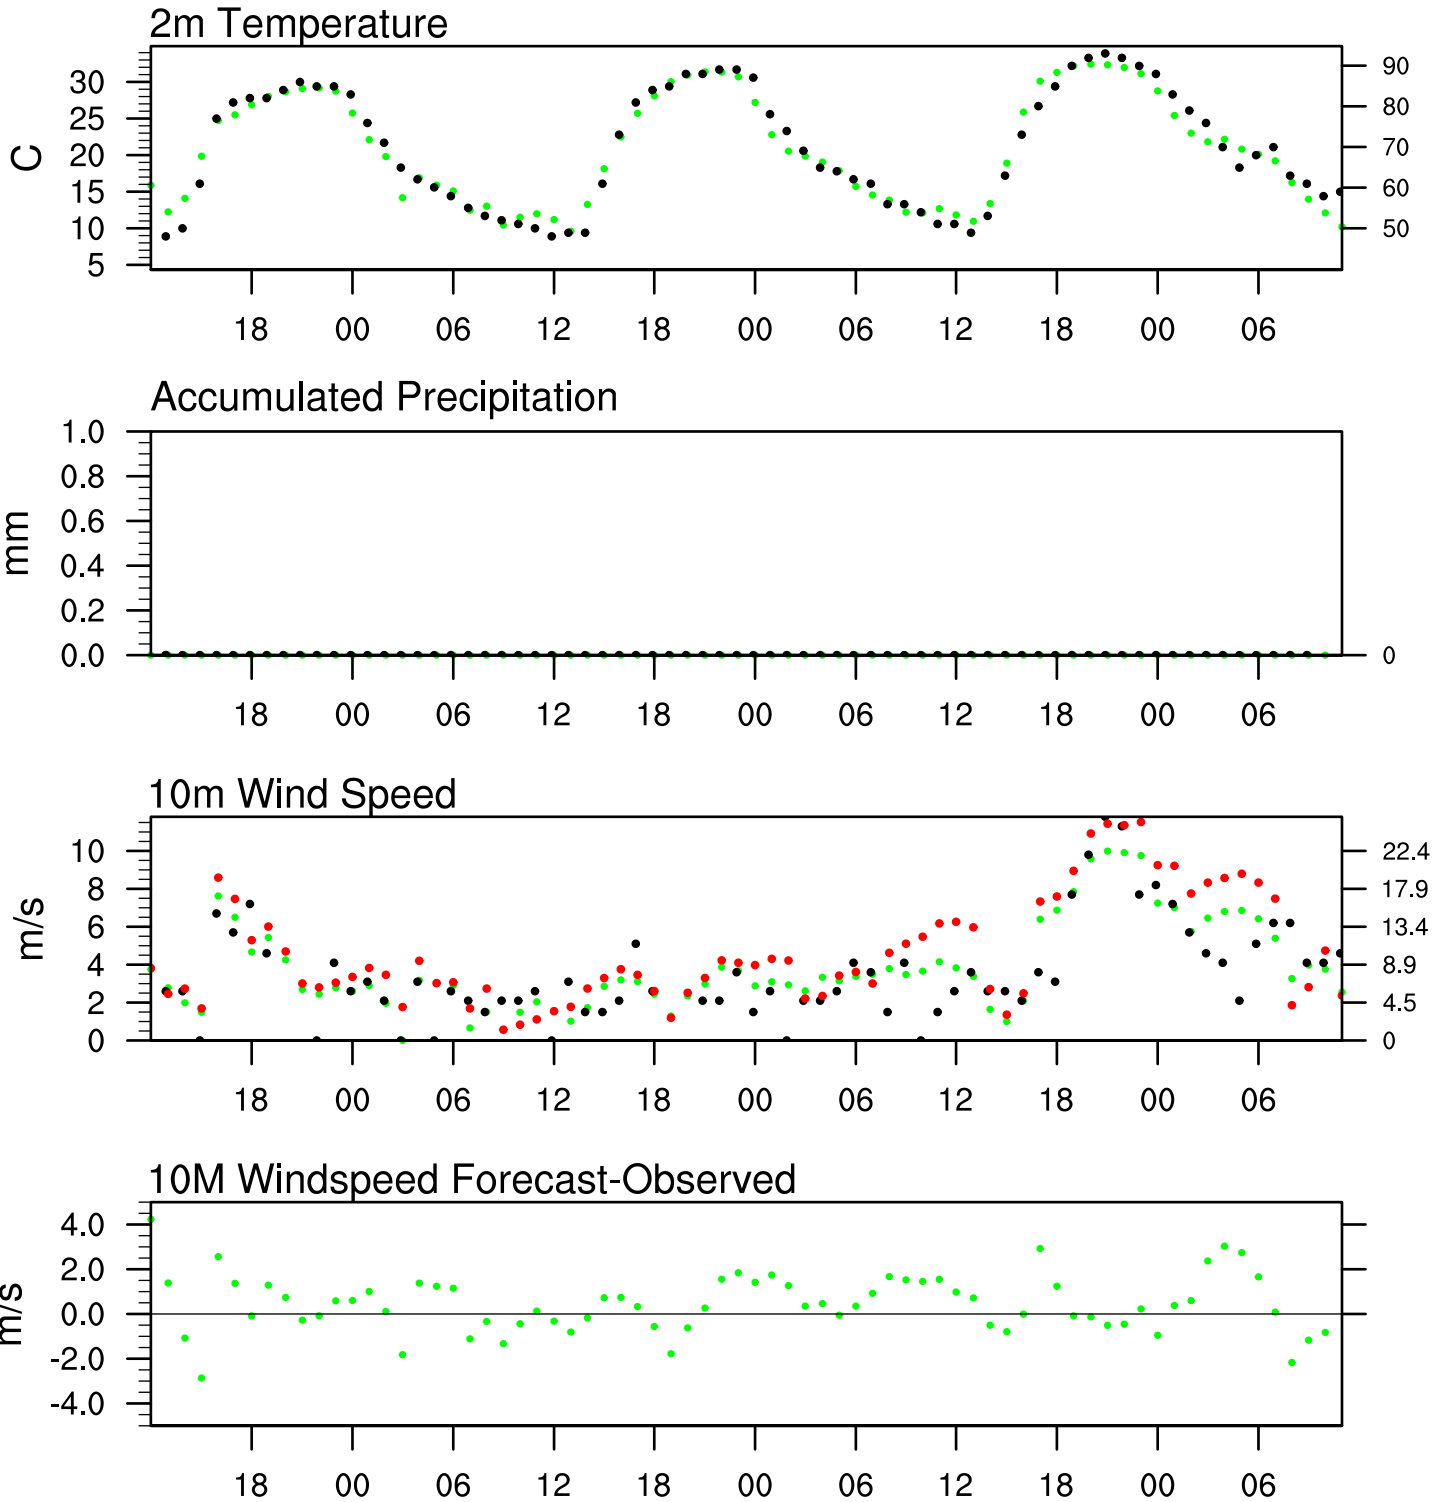 2m Temperature
30
25
20
15
10
5
C
90
80
70
60
50
18 00 06 12 18 00 06 12 18 00 06
Accumulated Precipitation
1.0
0.8
0.6
0.4
0.2
0.0
mm
0
18 00 06 12 18 00 06 12 18 00 06
10m Wind Speed
10
8
6
4
2
0
m/s
22.4
17.9
13.4
8.9
4.5
0
18 00 06 12 18 00 06 12 18 00 06
10M Windspeed Forecast-Observed
4.0
2.0
0.0
-2.0
-4.0
m/s
18 00 06 12 18 00 06 12 18 00 06